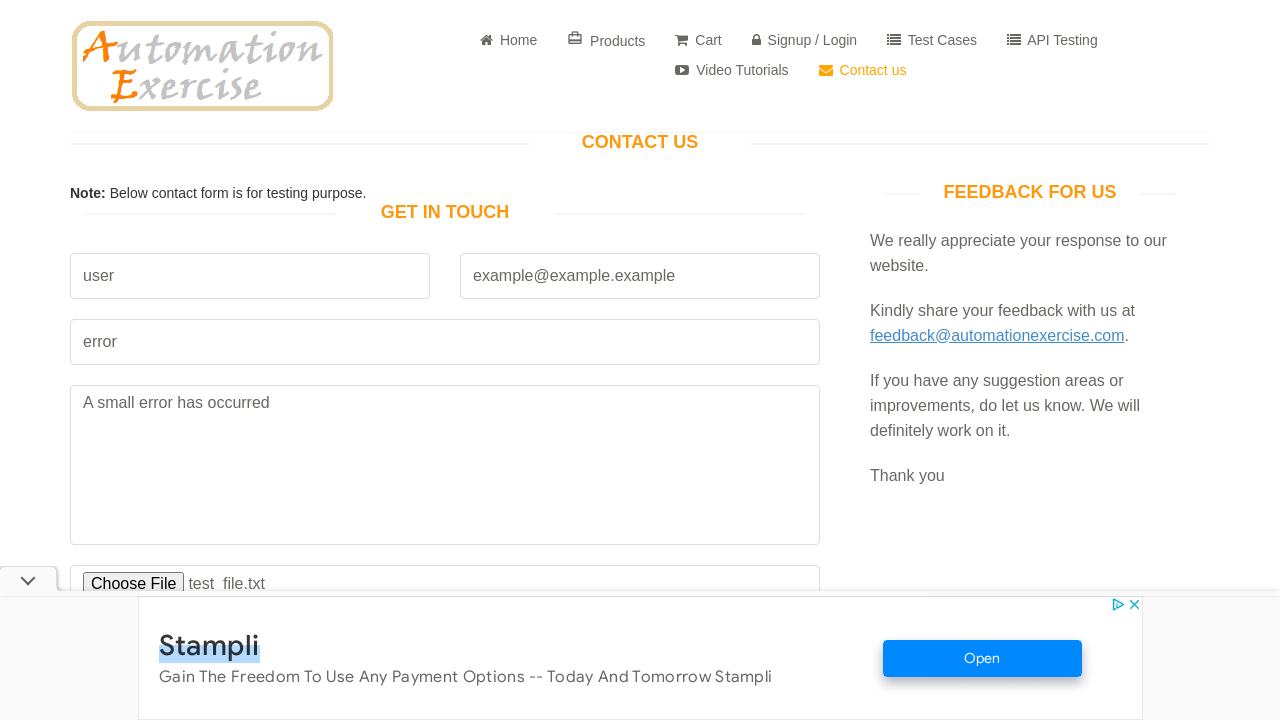 Automation
Exercise
Home
Products
Cart
Signup / Login
Test Cases
API Testing
Video Tutorials
Contact us
CONTACT US
Note: Below contact form is for testing purpose.
GET IN TOUCH
user
example@example.example
error
A small error has occurred
Choose File test_file.txt
FEEDBACK FOR US
We really appreciate your response to our
website.
Kindly share your feedback with us at
feedback@automationexercise.com.
If you have any suggestion areas or
improvements, do let us know. We will
definitely work on it.
Thank you
Stampli
Gain The Freedom To Use Any Payment Options -- Today And Tomorrow Stampli
Open